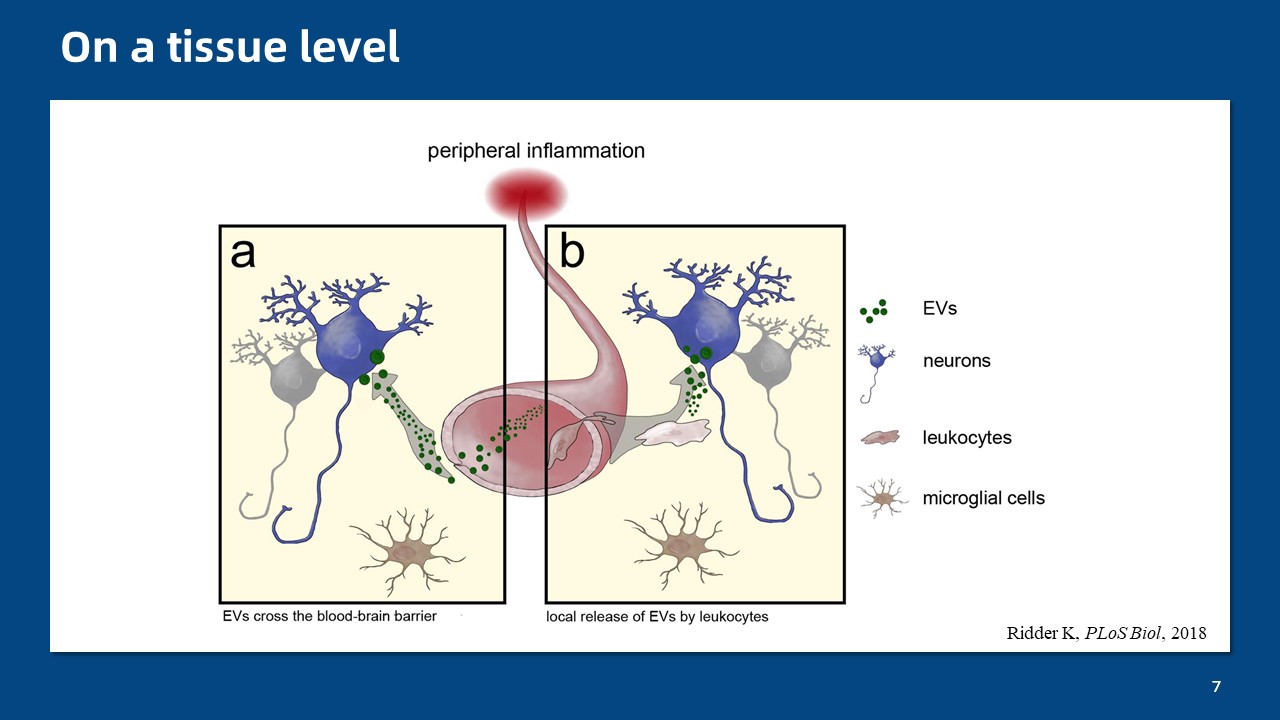 On a tissue level
peripheral inflammation
a
b
EVs
neurons
leukocytes
microglial cells
EVs cross the blood-brain barrier
local release of EVs by leukocytes
Ridder K, PLoS Biol, 2018
7